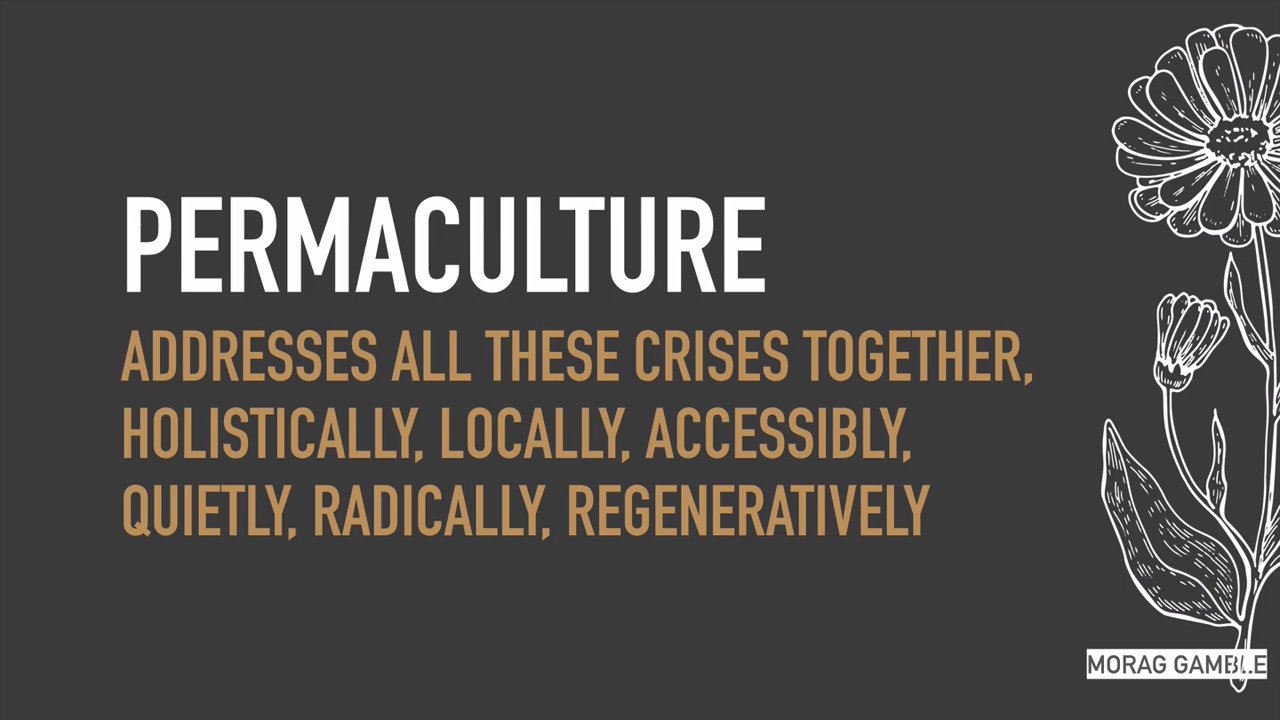 PERMACULTURE
ADDRESSES ALL THESE CRISES TOGETHER,
HOLISTICALLY, LOCALLY, ACCESSIBLY,
QUIETLY, RADICALLY, REGENERATIVELY
MORAG GAMBLE